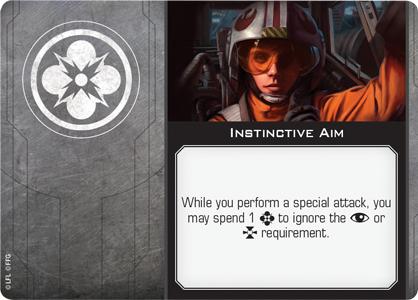 INSTINCTIVE AIM
While you perform a special attack, you
may spend 1 to ignore the or
requirement.
© LFL © FFG